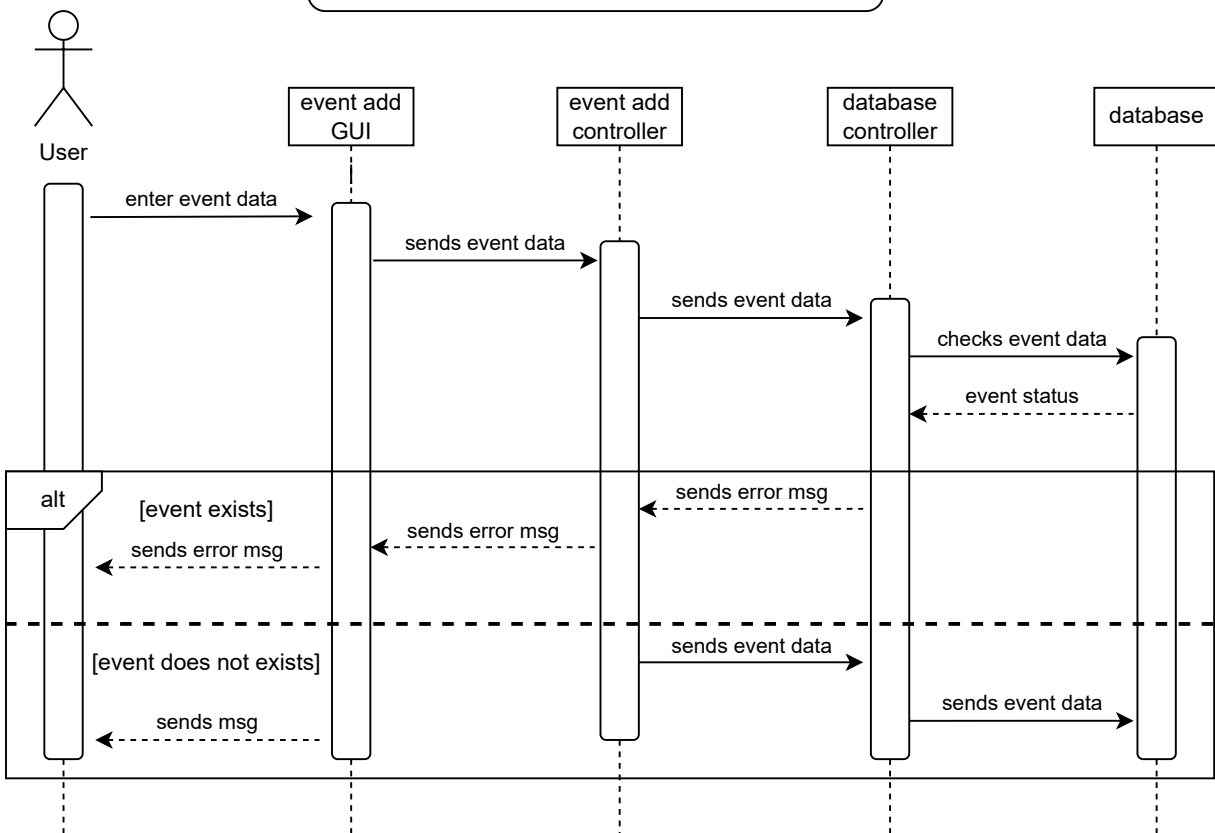 User
event add
GUI
event add
controller
database
controller
database
enter event data
sends event data
sends event data
checks event data
event status
alt
[event exists]
sends error msg
sends error msg
sends error msg
[event does not exists]
sends event data
sends event data
sends msg